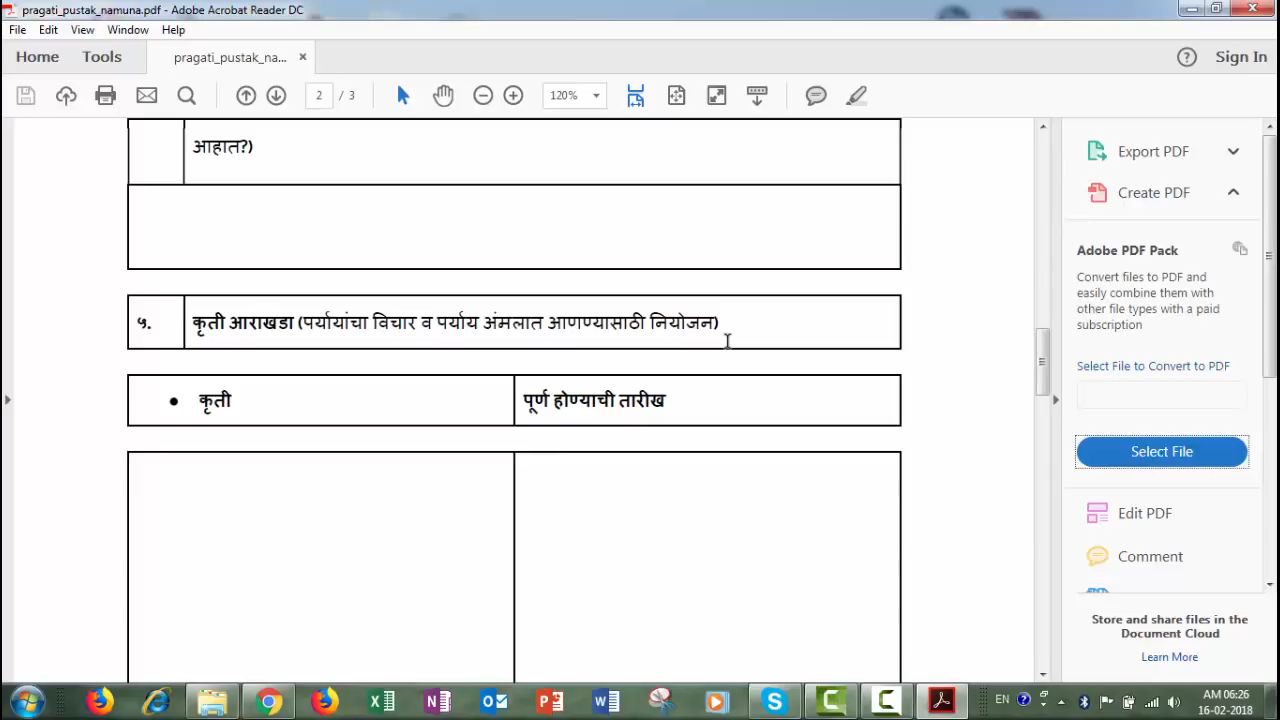 pragati_pustak_namuna.pdf - Adobe Acrobat Reader DC
File Edit View Window Help
Home Tools pragati_pustak_na... × ? Sign In
2 / 3 120%
आहात?)
५. कृती आराखडा (पर्यायांचा विचार व पर्याय अंमलात आणण्यासाठी नियोजन)
• कृती पूर्ण होण्याची तारीख
Export PDF
Create PDF
Adobe PDF Pack
Convert files to PDF and
easily combine them with
other file types with a paid
subscription
Select File to Convert to PDF
Select File
Edit PDF
Comment
Store and share files in the
Document Cloud
Learn More
EN AM 06:26
16-02-2018